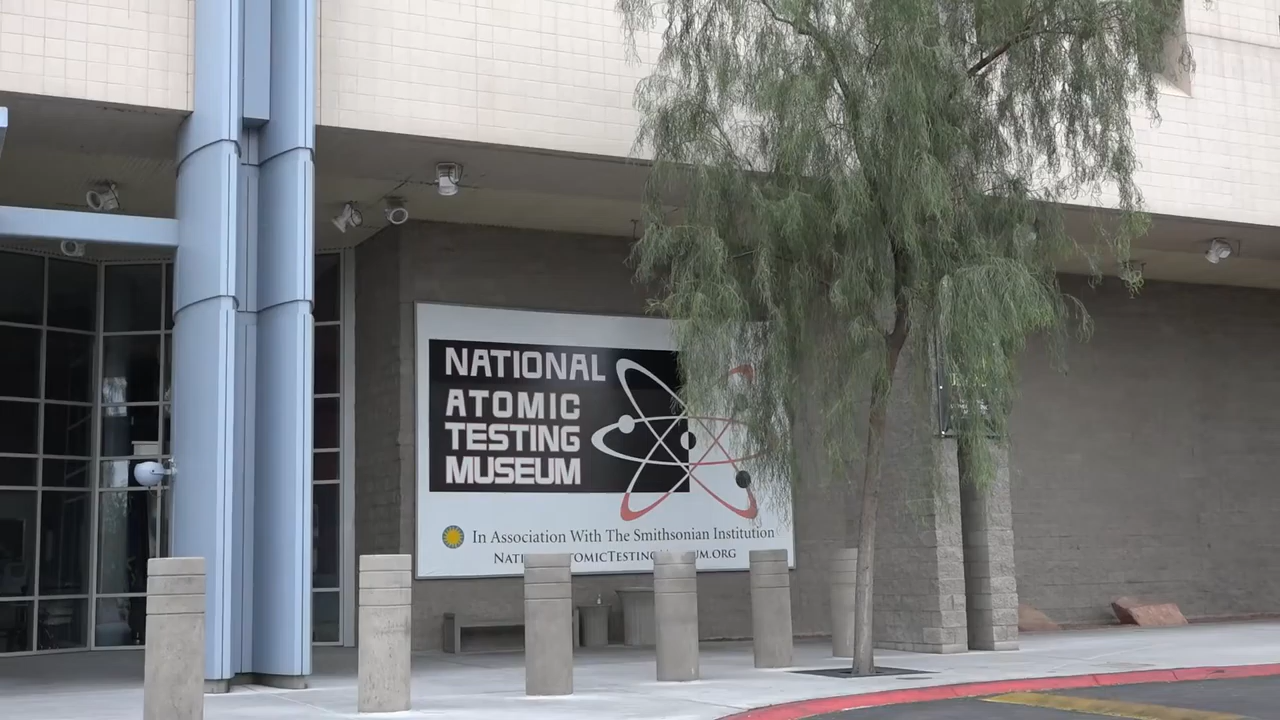 NATIONAL
ATOMIC
TESTING
MUSEUM
In Association With The Smithsonian Institution